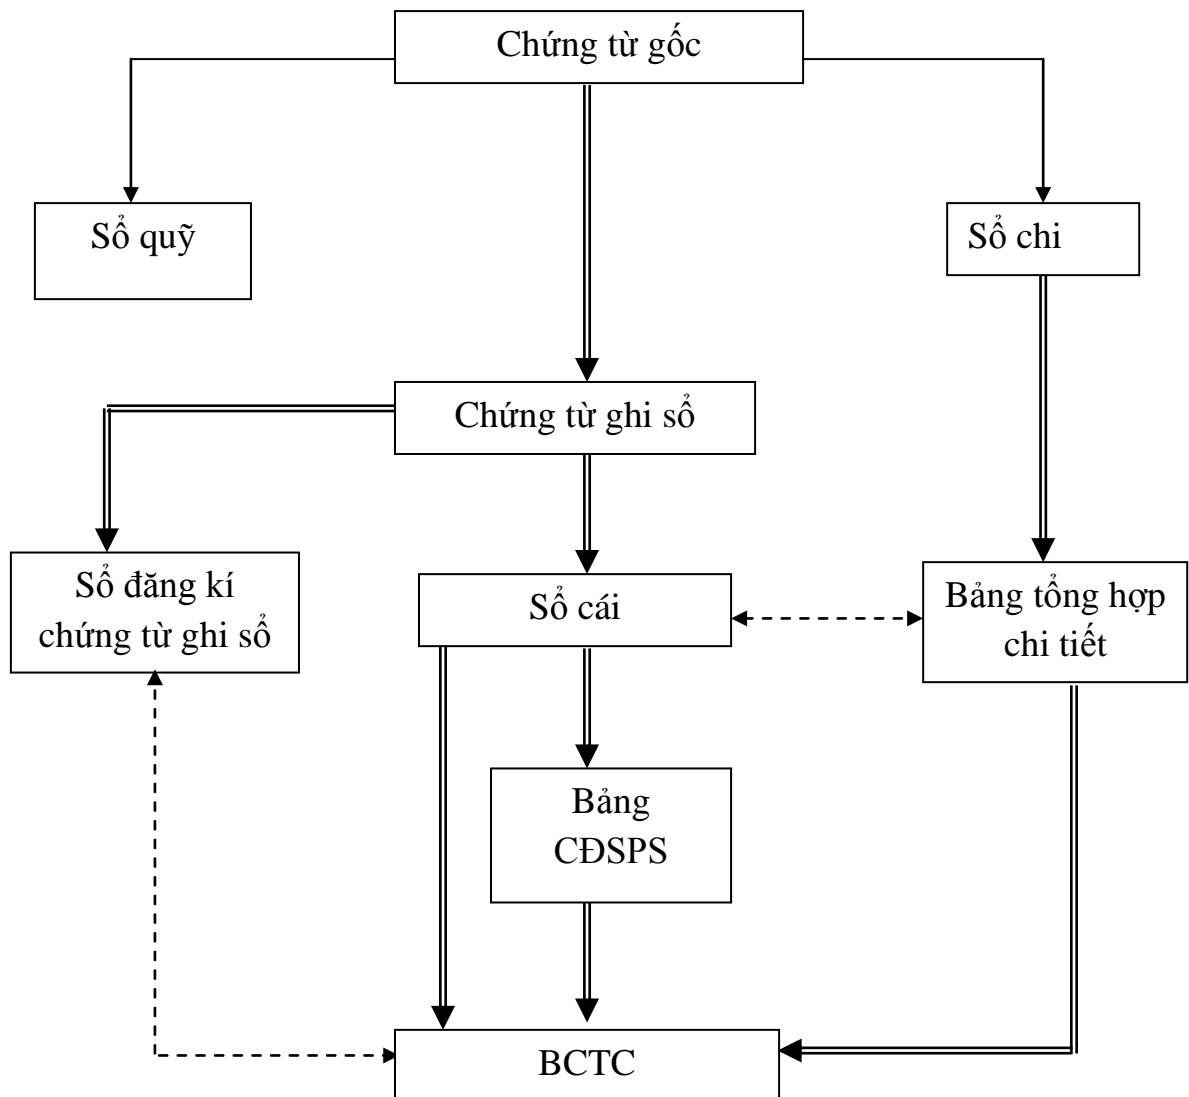 Chứng từ gốc
Sổ quỹ
Sổ chi
Chứng từ ghi sổ
Sổ đăng kí
chứng từ ghi sổ
Sổ cái
Bảng tổng hợp
chi tiết
Bảng
CĐSPS
BCTC